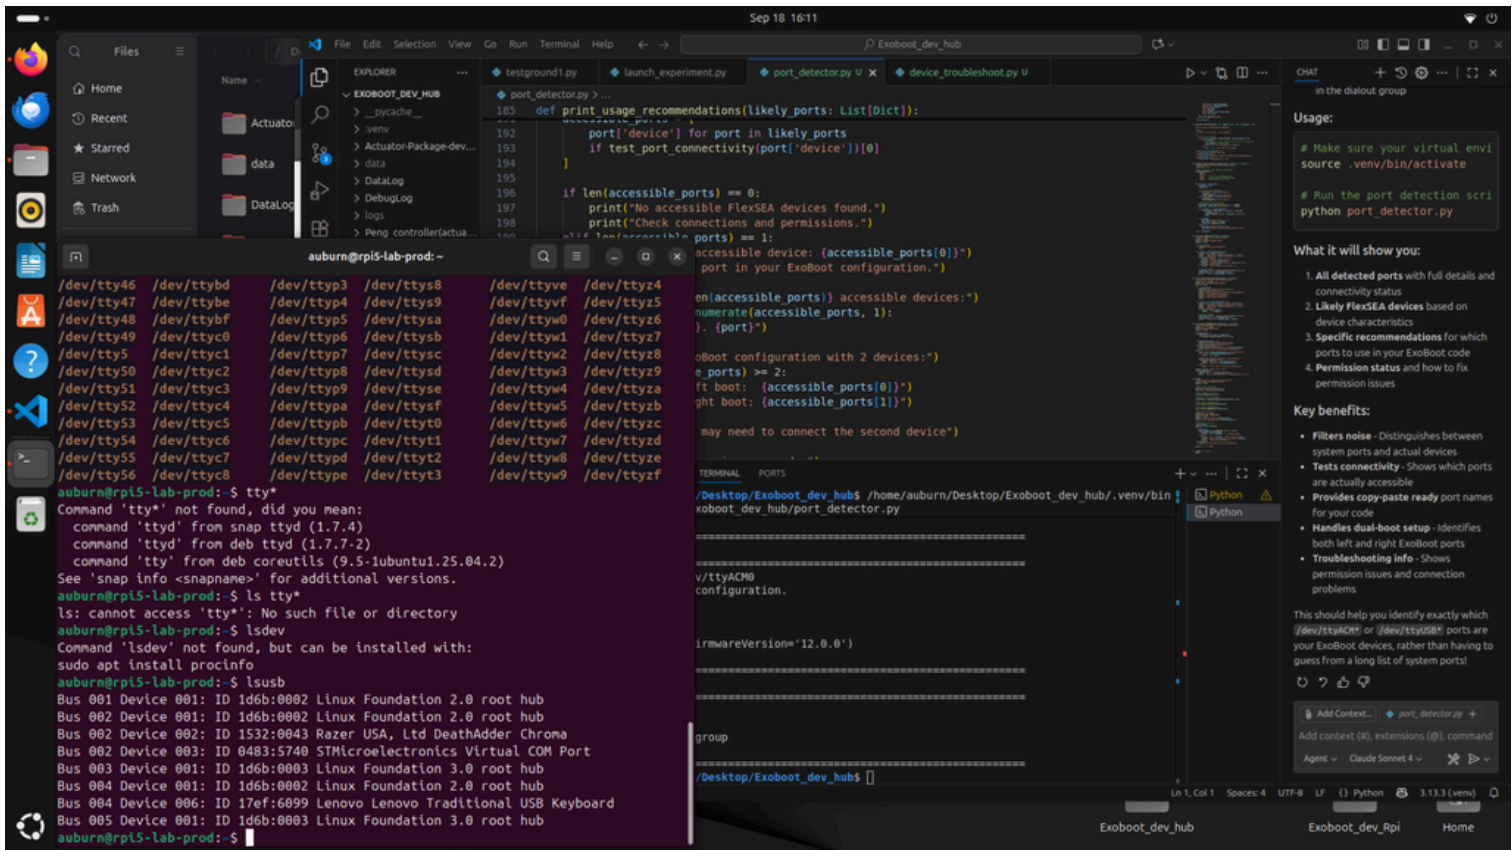 Sep 18 16:11
Files
Home
Recent
Starred
Network
Trash
Name
Actuato
data
DataLog
File Edit Selection View Go Run Terminal Help
Exoboot_dev_hub
EXPLORER
EXOBOOT_DEV_HUB
__pycache__
.venv
Actuator-Package-dev...
data
DataLog
DebugLog
logs
Peng_controller(actua...
testground1.py
launch_experiment.py
port_detector.py U
device_troubleshoot.py U
port_detector.py > ...
185 def print_usage_recommendations(likely_ports: List[Dict]):
192 port['device'] for port in likely_ports
193 if test_port_connectivity(port['device'])[0]
194 ]
195
196 if len(accessible_ports) == 0:
197 print("No accessible FlexSEA devices found.")
198 print("Check connections and permissions.")
elif len(accessible_ports) == 1:
accessible device: {accessible_ports[0]}")
port in your ExoBoot configuration.")
en(accessible_ports)} accessible devices:")
numerate(accessible_ports, 1):
}. {port}")
oBoot configuration with 2 devices:")
e_ports) >= 2:
ft boot: {accessible_ports[0]}")
ght boot: {accessible_ports[1]}")
may need to connect the second device")
auburn@rpi5-lab-prod: ~
/dev/tty46 /dev/ttybd /dev/ttyp3 /dev/ttys8 /dev/ttyve /dev/ttyz4
/dev/tty47 /dev/ttybe /dev/ttyp4 /dev/ttys9 /dev/ttyvf /dev/ttyz5
/dev/tty48 /dev/ttybf /dev/ttyp5 /dev/ttysa /dev/ttyw0 /dev/ttyz6
/dev/tty49 /dev/ttyc0 /dev/ttyp6 /dev/ttysb /dev/ttyw1 /dev/ttyz7
/dev/tty5 /dev/ttyc1 /dev/ttyp7 /dev/ttysc /dev/ttyw2 /dev/ttyz8
/dev/tty50 /dev/ttyc2 /dev/ttyp8 /dev/ttysd /dev/ttyw3 /dev/ttyz9
/dev/tty51 /dev/ttyc3 /dev/ttyp9 /dev/ttyse /dev/ttyw4 /dev/ttyza
/dev/tty52 /dev/ttyc4 /dev/ttypa /dev/ttysf /dev/ttyw5 /dev/ttyzb
/dev/tty53 /dev/ttyc5 /dev/ttypb /dev/ttyt0 /dev/ttyw6 /dev/ttyzc
/dev/tty54 /dev/ttyc6 /dev/ttypc /dev/ttyt1 /dev/ttyw7 /dev/ttyzd
/dev/tty55 /dev/ttyc7 /dev/ttypd /dev/ttyt2 /dev/ttyw8 /dev/ttyze
/dev/tty56 /dev/ttyc8 /dev/ttype /dev/ttyt3 /dev/ttyw9 /dev/ttyzf
auburn@rpi5-lab-prod:~$ tty*
Command 'tty*' not found, did you mean:
command 'ttyd' from snap ttyd (1.7.4)
command 'ttyd' from deb ttyd (1.7.7-2)
command 'tty' from deb coreutils (9.5-1ubuntu1.25.04.2)
See 'snap info <snapname>' for additional versions.
auburn@rpi5-lab-prod:~$ ls tty*
ls: cannot access 'tty*': No such file or directory
auburn@rpi5-lab-prod:~$ lsdev
Command 'lsdev' not found, but can be installed with:
sudo apt install procinfo
auburn@rpi5-lab-prod:~$ lsusb
Bus 001 Device 001: ID 1d6b:0002 Linux Foundation 2.0 root hub
Bus 002 Device 001: ID 1d6b:0002 Linux Foundation 2.0 root hub
Bus 002 Device 002: ID 1532:0043 Razer USA, Ltd DeathAdder Chroma
Bus 002 Device 003: ID 0483:5740 STMicroelectronics Virtual COM Port
Bus 003 Device 001: ID 1d6b:0003 Linux Foundation 3.0 root hub
Bus 004 Device 001: ID 1d6b:0002 Linux Foundation 2.0 root hub
Bus 004 Device 006: ID 17ef:6099 Lenovo Lenovo Traditional USB Keyboard
Bus 005 Device 001: ID 1d6b:0003 Linux Foundation 3.0 root hub
auburn@rpi5-lab-prod:~$
TERMINAL PORTS
/Desktop/Exoboot_dev_hub$ /home/auburn/Desktop/Exoboot_dev_hub/.venv/bin
xoboot_dev_hub/port_detector.py
v/ttyACM0
configuration.
irmwareVersion='12.0.0')
group
/Desktop/Exoboot_dev_hub$
Python
Python
CHAT
in the dialout group
Usage:
# Make sure your virtual envi
source .venv/bin/activate
# Run the port detection scri
python port_detector.py
What it will show you:
1. All detected ports with full details and
connectivity status
2. Likely FlexSEA devices based on
device characteristics
3. Specific recommendations for which
ports to use in your ExoBoot code
4. Permission status and how to fix
permission issues
Key benefits:
• Filters noise - Distinguishes between
system ports and actual devices
• Tests connectivity - Shows which ports
are actually accessible
• Provides copy-paste ready port names
for your code
• Handles dual-boot setup - Identifies
both left and right ExoBoot ports
• Troubleshooting info - Shows
permission issues and connection
problems
This should help you identify exactly which
/dev/ttyACM* or /dev/ttyUSB* ports are
your ExoBoot devices, rather than having to
guess from a long list of system ports!
Add Context... port_detector.py +
Add context (#), extensions (@), command
Agent Claude Sonnet 4
Ln 1, Col 1 Spaces: 4 UTF-8 LF {} Python 3.13.3 (.venv)
Exoboot_dev_hub
Exoboot_dev_Rpi
Home